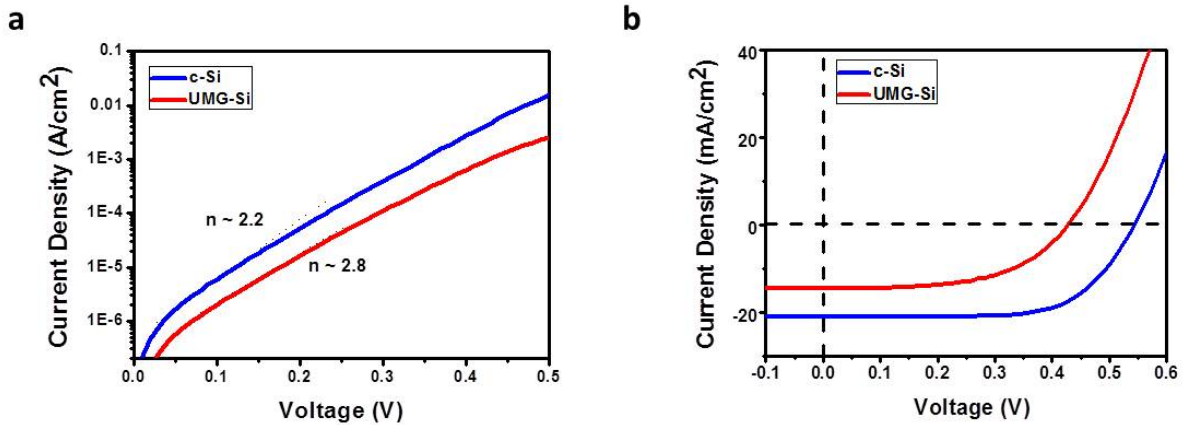 a
Current Density (A/cm²)
0.1
0.01
1E-3
1E-4
1E-5
1E-6
c-Si
UMG-Si
n ~ 2.2
n ~ 2.8
0.0 0.1 0.2 0.3 0.4 0.5
Voltage (V)
b
Current Density (mA/cm²)
40
20
0
-20
c-Si
UMG-Si
-0.1 0.0 0.1 0.2 0.3 0.4 0.5 0.6
Voltage (V)